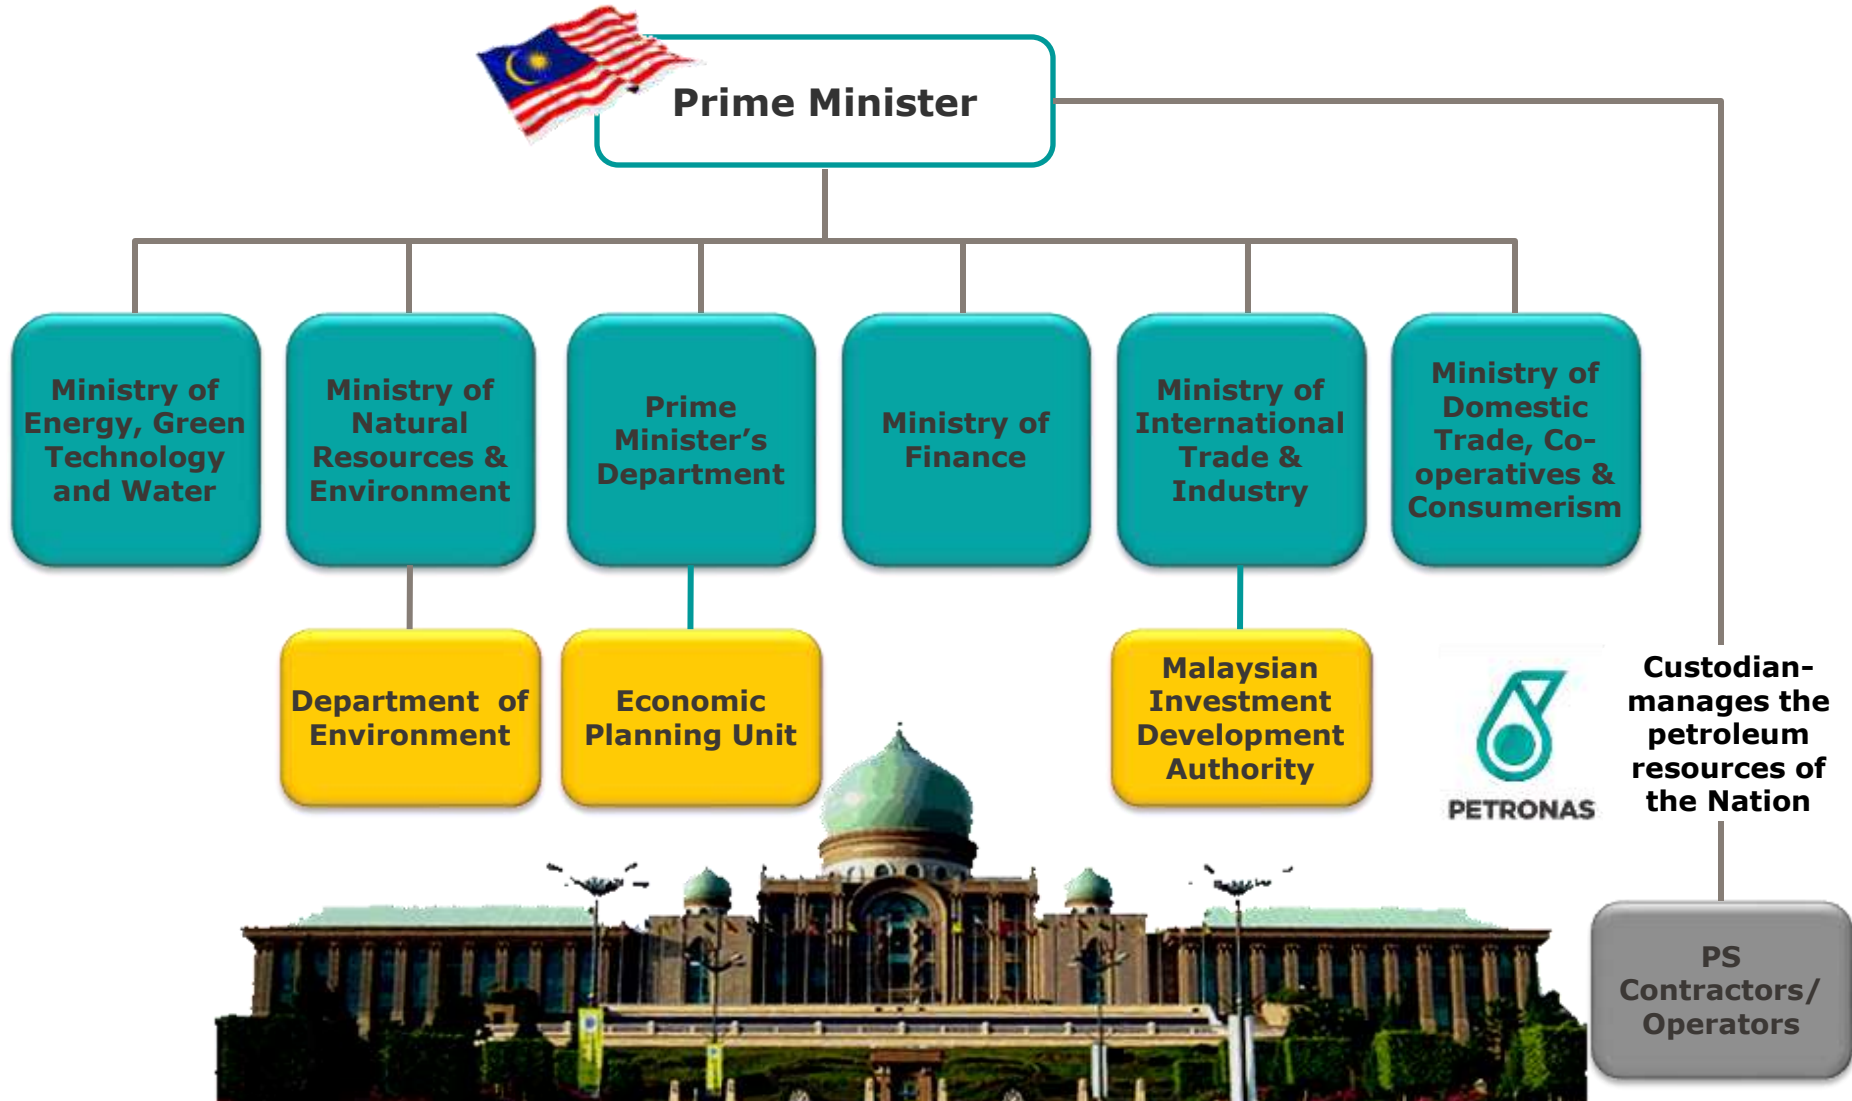 Prime Minister
Ministry of
Energy, Green
Technology
and Water
Ministry of
Natural
Resources &
Environment
Prime
Minister’s
Department
Ministry of
Finance
Ministry of
International
Trade &
Industry
Ministry of
Domestic
Trade, Co-
operatives &
Consumerism
Department of
Environment
Economic
Planning Unit
Malaysian
Investment
Development
Authority
PETRONAS
Custodian-
manages the
petroleum
resources of
the Nation
PS
Contractors/
Operators